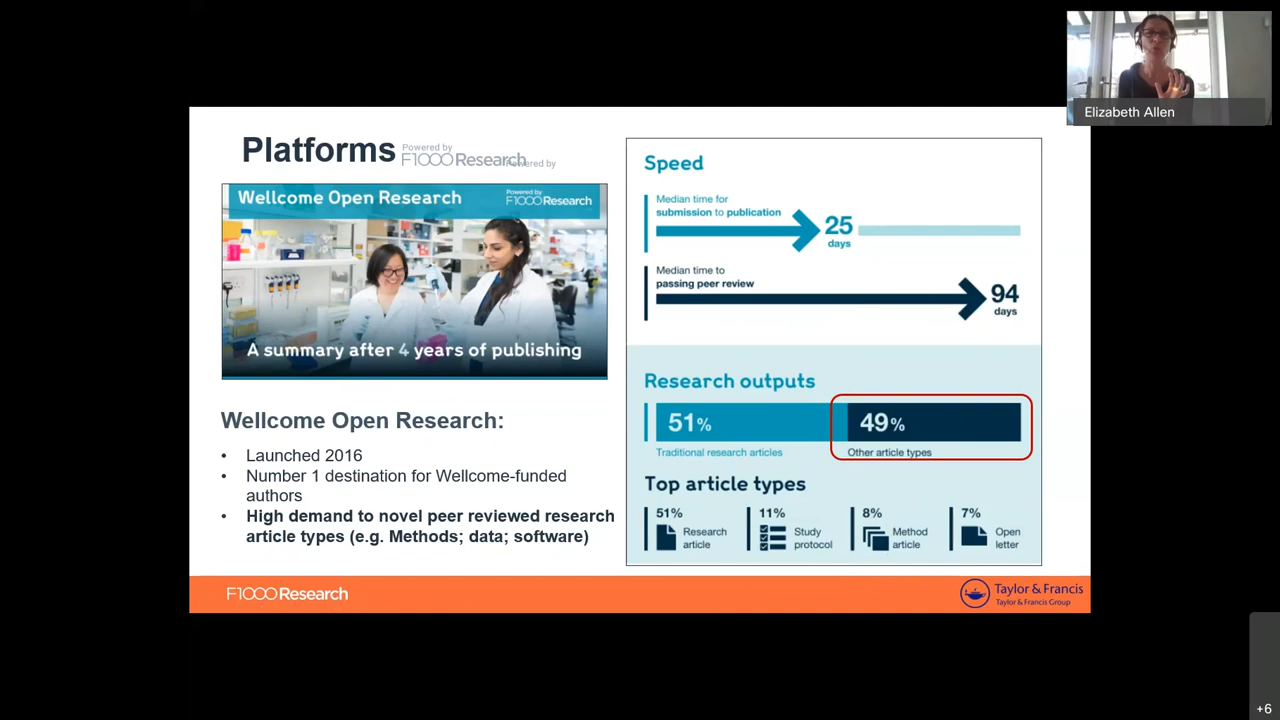 Elizabeth Allen
Platforms
Powered by
F1000Research
Powered by
Wellcome Open Research
Powered by
F1000Research
A summary after 4 years of publishing
Wellcome Open Research:
• Launched 2016
• Number 1 destination for Wellcome-funded
authors
• High demand to novel peer reviewed research
article types (e.g. Methods; data; software)
Speed
Median time for
submission to publication
25
days
Median time to
passing peer review
94
days
Research outputs
51%
Traditional research articles
49%
Other article types
Top article types
51%
Research
article
11%
Study
protocol
8%
Method
article
7%
Open
letter
F1000Research
Taylor & Francis
Taylor & Francis Group
+6